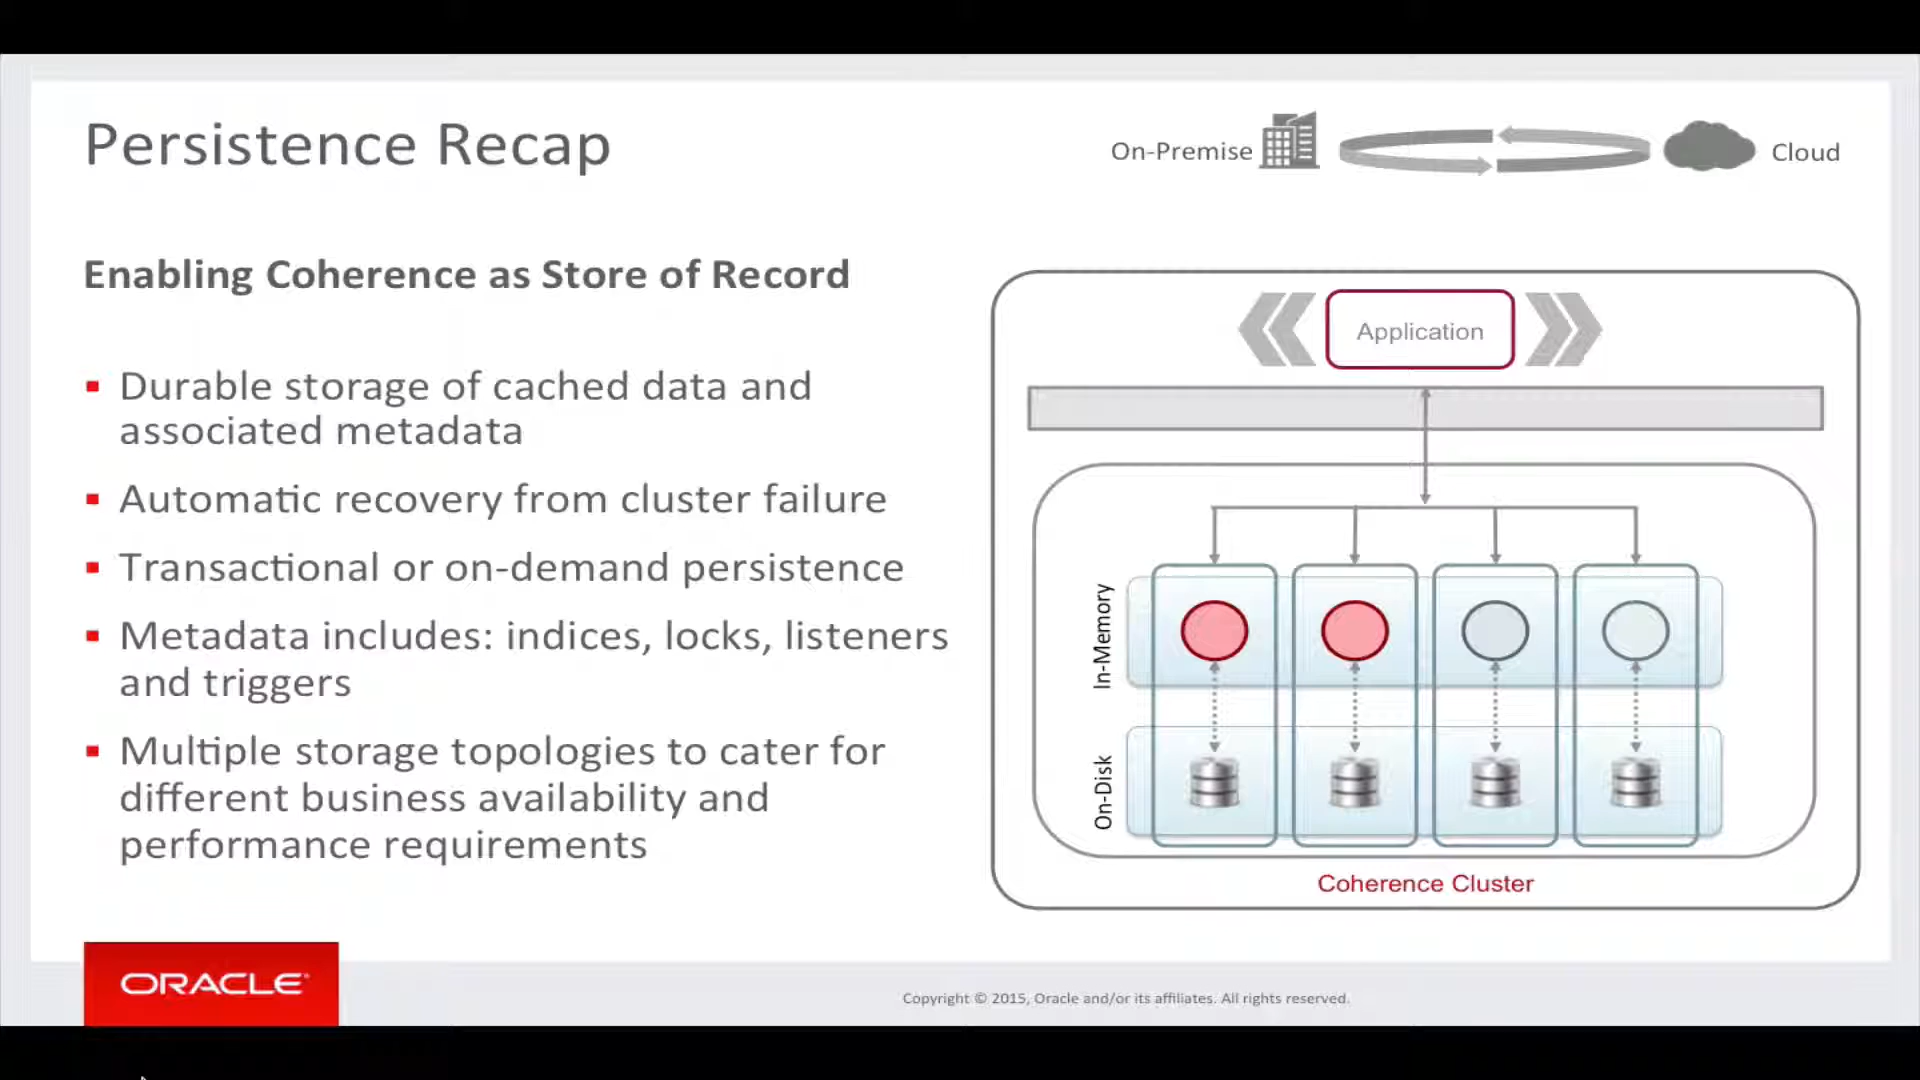 Persistence Recap
On-Premise
Cloud
Enabling Coherence as Store of Record
▪ Durable storage of cached data and
associated metadata
▪ Automatic recovery from cluster failure
▪ Transactional or on-demand persistence
▪ Metadata includes: indices, locks, listeners
and triggers
▪ Multiple storage topologies to cater for
different business availability and
performance requirements
Application
In-Memory
On-Disk
Coherence Cluster
ORACLE
Copyright © 2015, Oracle and/or its affiliates. All rights reserved.